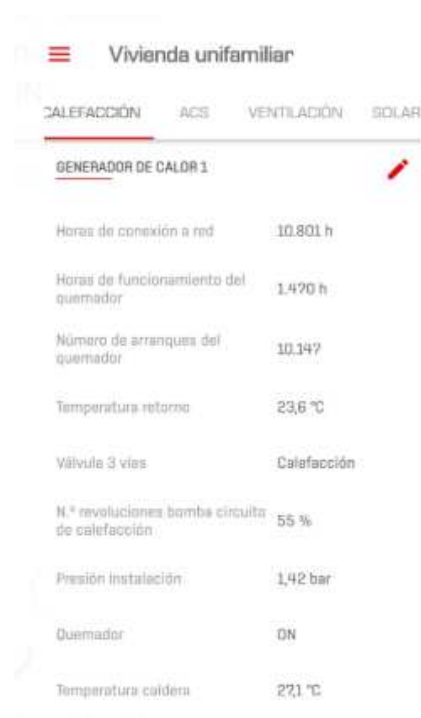 Vivienda unifamiliar
CALEFACCIÓN ACS VENTILACIÓN SOLAR
GENERADOR DE CALOR 1
Horas de conexión a red 10.801 h
Horas de funcionamiento del
quemador 1.470 h
Número de arranques del
quemador 10.147
Temperatura retorno 23,6 °C
Válvula 3 vías Calefacción
N.º revoluciones bomba circuito
de calefacción 55 %
Presión instalación 1,42 bar
Quemador ON
Temperatura caldera 27,1 °C